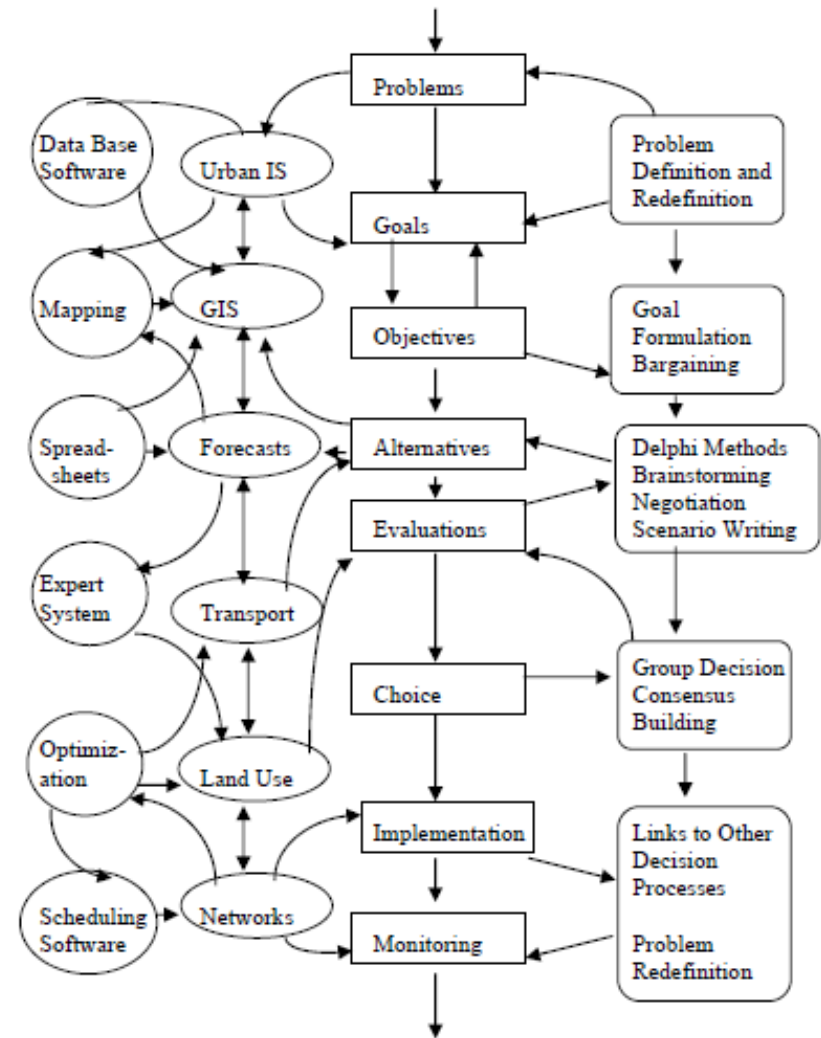 Problems
Data Base
Software
Urban IS
Problem
Definition and
Redefinition
Goals
Mapping
GIS
Objectives
Goal
Formulation
Bargaining
Spread-
sheets
Forecasts
Alternatives
Delphi Methods
Brainstorming
Negotiation
Scenario Writing
Evaluations
Expert
System
Transport
Choice
Group Decision
Consensus
Building
Optimiz-
ation
Land Use
Implementation
Links to Other
Decision
Processes
Problem
Redefinition
Scheduling
Software
Networks
Monitoring